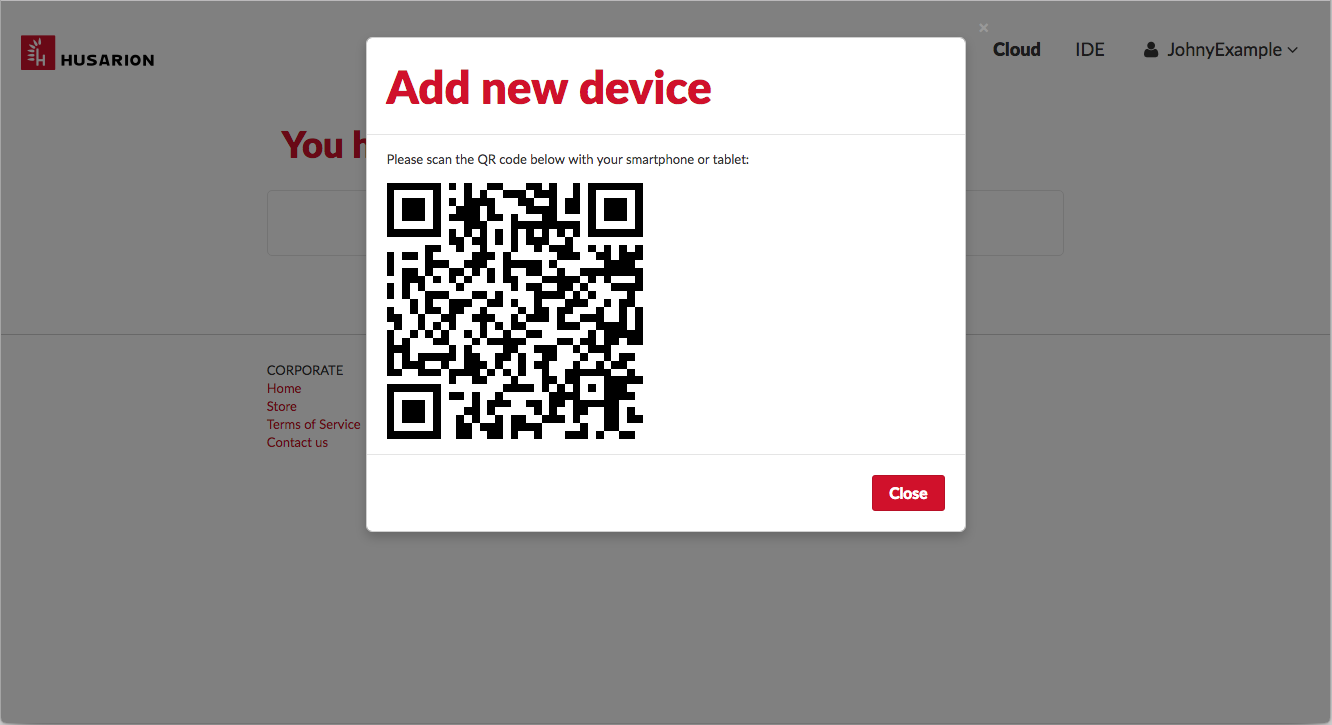 HUSARION
Cloud
IDE
JohnyExample
Add new device
You h
Please scan the QR code below with your smartphone or tablet:
CORPORATE
Home
Store
Terms of Service
Contact us
Close